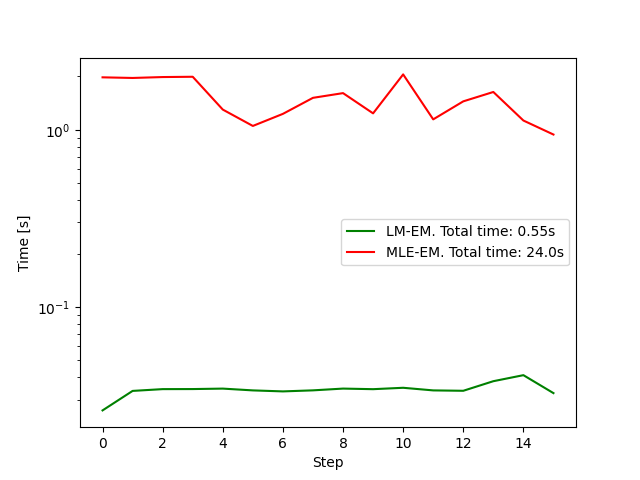 10⁰
Time [s]
LM-EM. Total time: 0.55s
MLE-EM. Total time: 24.0s
10⁻¹
0 2 4 6 8 10 12 14
Step